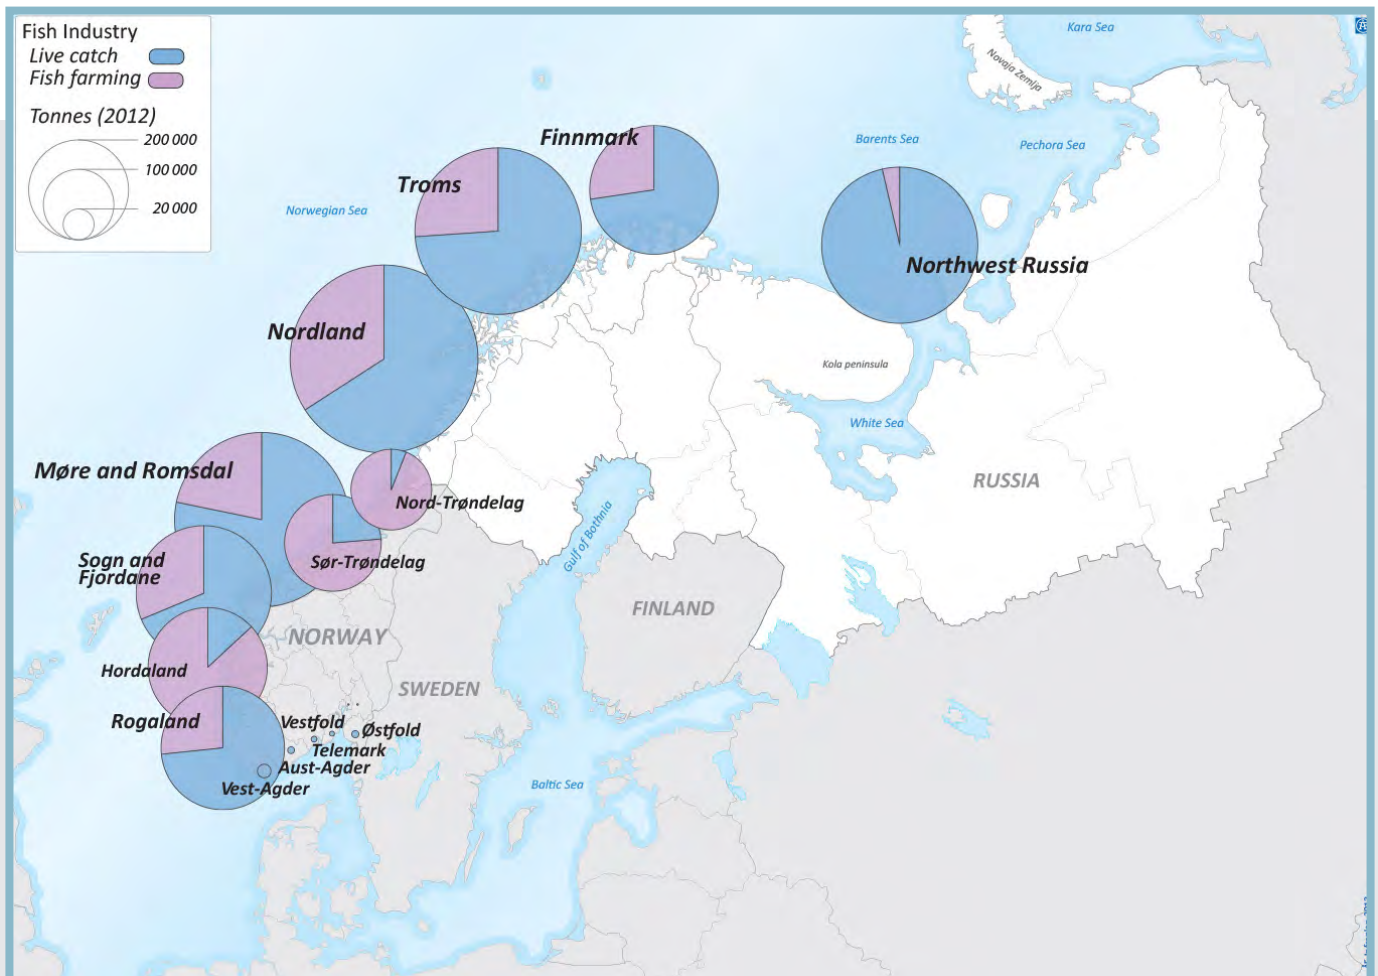 Fish Industry
Live catch
Fish farming
Tonnes (2012)
200 000
100 000
20 000
Kara Sea
Novaja Zemlja
Barents Sea
Pechora Sea
Norwegian Sea
Finnmark
Troms
Northwest Russia
Nordland
Kola peninsula
White Sea
Møre and Romsdal
Nord-Trøndelag
RUSSIA
Gulf of Bothnia
Sogn and
Fjordane
Sør-Trøndelag
FINLAND
NORWAY
Hordaland
SWEDEN
Rogaland
Vestfold
Østfold
Telemark
Aust-Agder
Vest-Agder
Baltic Sea